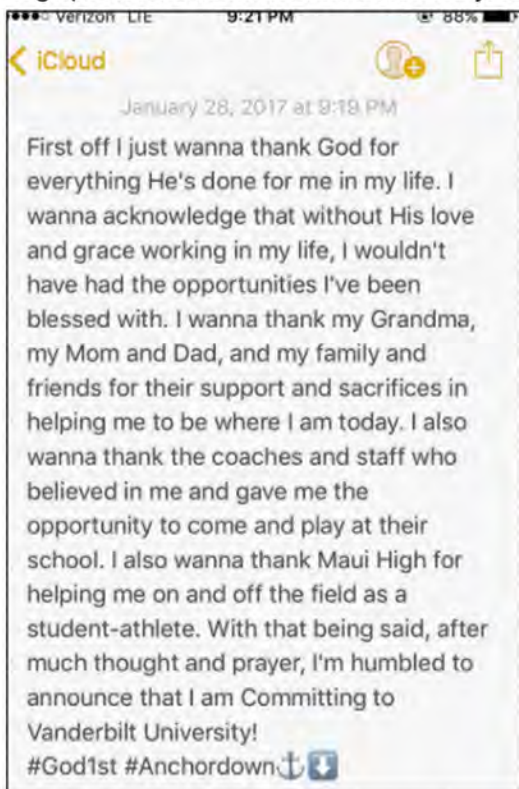 Verizon LTE 9:21 PM 88%
iCloud
January 28, 2017 at 9:19 PM
First off I just wanna thank God for
everything He's done for me in my life. I
wanna acknowledge that without His love
and grace working in my life, I wouldn't
have had the opportunities I've been
blessed with. I wanna thank my Grandma,
my Mom and Dad, and my family and
friends for their support and sacrifices in
helping me to be where I am today. I also
wanna thank the coaches and staff who
believed in me and gave me the
opportunity to come and play at their
school. I also wanna thank Maui High for
helping me on and off the field as a
student-athlete. With that being said, after
much thought and prayer, I'm humbled to
announce that I am Committing to
Vanderbilt University!
#God1st #Anchordown⚓⬇️